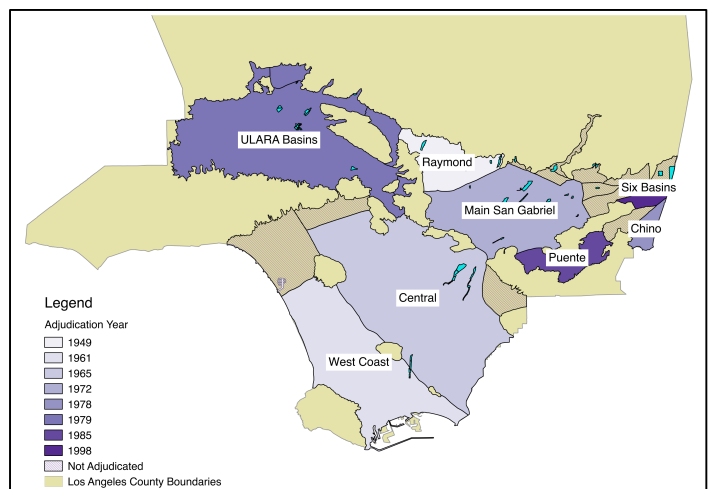 ULARA Basins
Raymond
Six Basins
Main San Gabriel
Chino
Puente
Central
West Coast
Legend
Adjudication Year
1949
1961
1965
1972
1978
1979
1985
1998
Not Adjudicated
Los Angeles County Boundaries